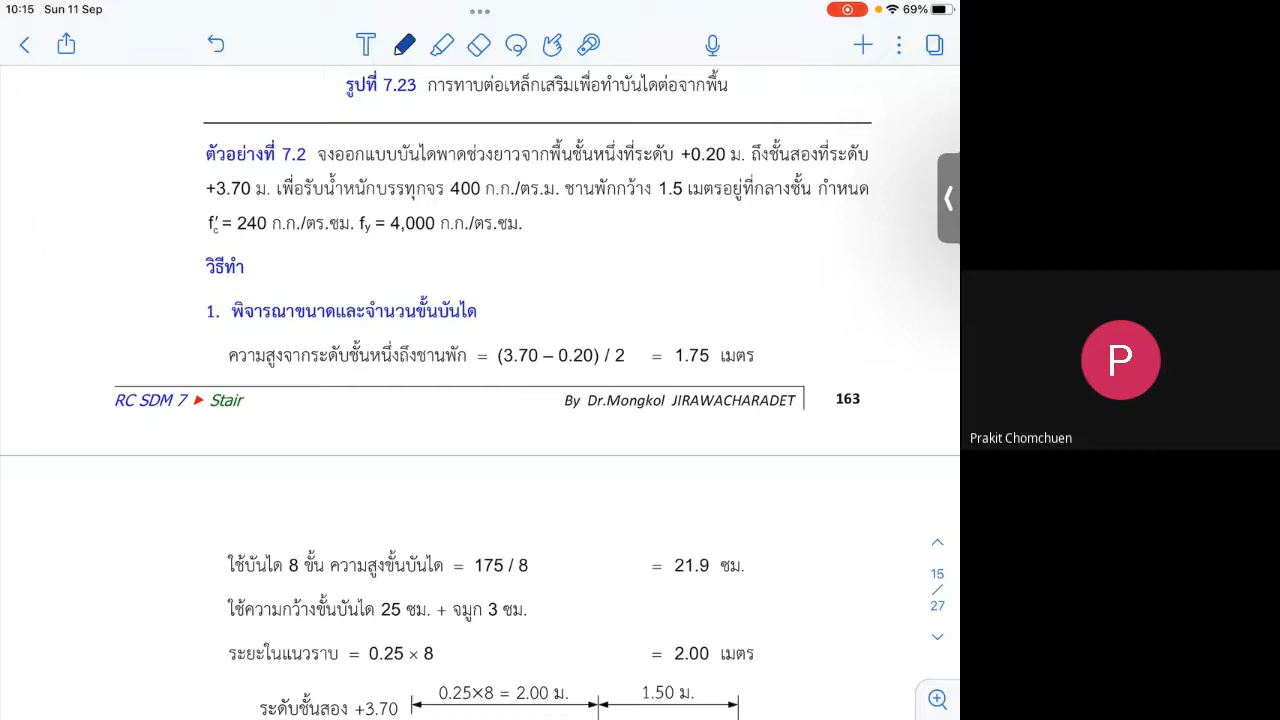 10:15 Sun 11 Sep
69%
รูปที่ 7.23 การทาบต่อเหล็กเสริมเพื่อทำบันไดต่อจากพื้น
ตัวอย่างที่ 7.2 จงออกแบบบันไดพาดช่วงยาวจากพื้นชั้นหนึ่งที่ระดับ +0.20 ม. ถึงชั้นสองที่ระดับ
+3.70 ม. เพื่อรับน้ำหนักบรรทุกจร 400 ก.ก./ตร.ม. ชานพักกว้าง 1.5 เมตรอยู่ที่กลางชั้น กำหนด
f′c = 240 ก.ก./ตร.ซม. fy = 4,000 ก.ก./ตร.ซม.
วิธีทำ
1. พิจารณาขนาดและจำนวนขั้นบันได
ความสูงจากระดับชั้นหนึ่งถึงชานพัก = (3.70 – 0.20) / 2 = 1.75 เมตร
RC SDM 7 ▶ Stair By Dr.Mongkol JIRAWACHARADET 163
ใช้บันได 8 ขั้น ความสูงขั้นบันได = 175 / 8 = 21.9 ซม.
ใช้ความกว้างขั้นบันได 25 ซม. + จมูก 3 ซม.
ระยะในแนวราบ = 0.25 × 8 = 2.00 เมตร
0.25×8 = 2.00 ม. 1.50 ม.
ระดับชั้นสอง +3.70
15
/
27
P
Prakit Chomchuen